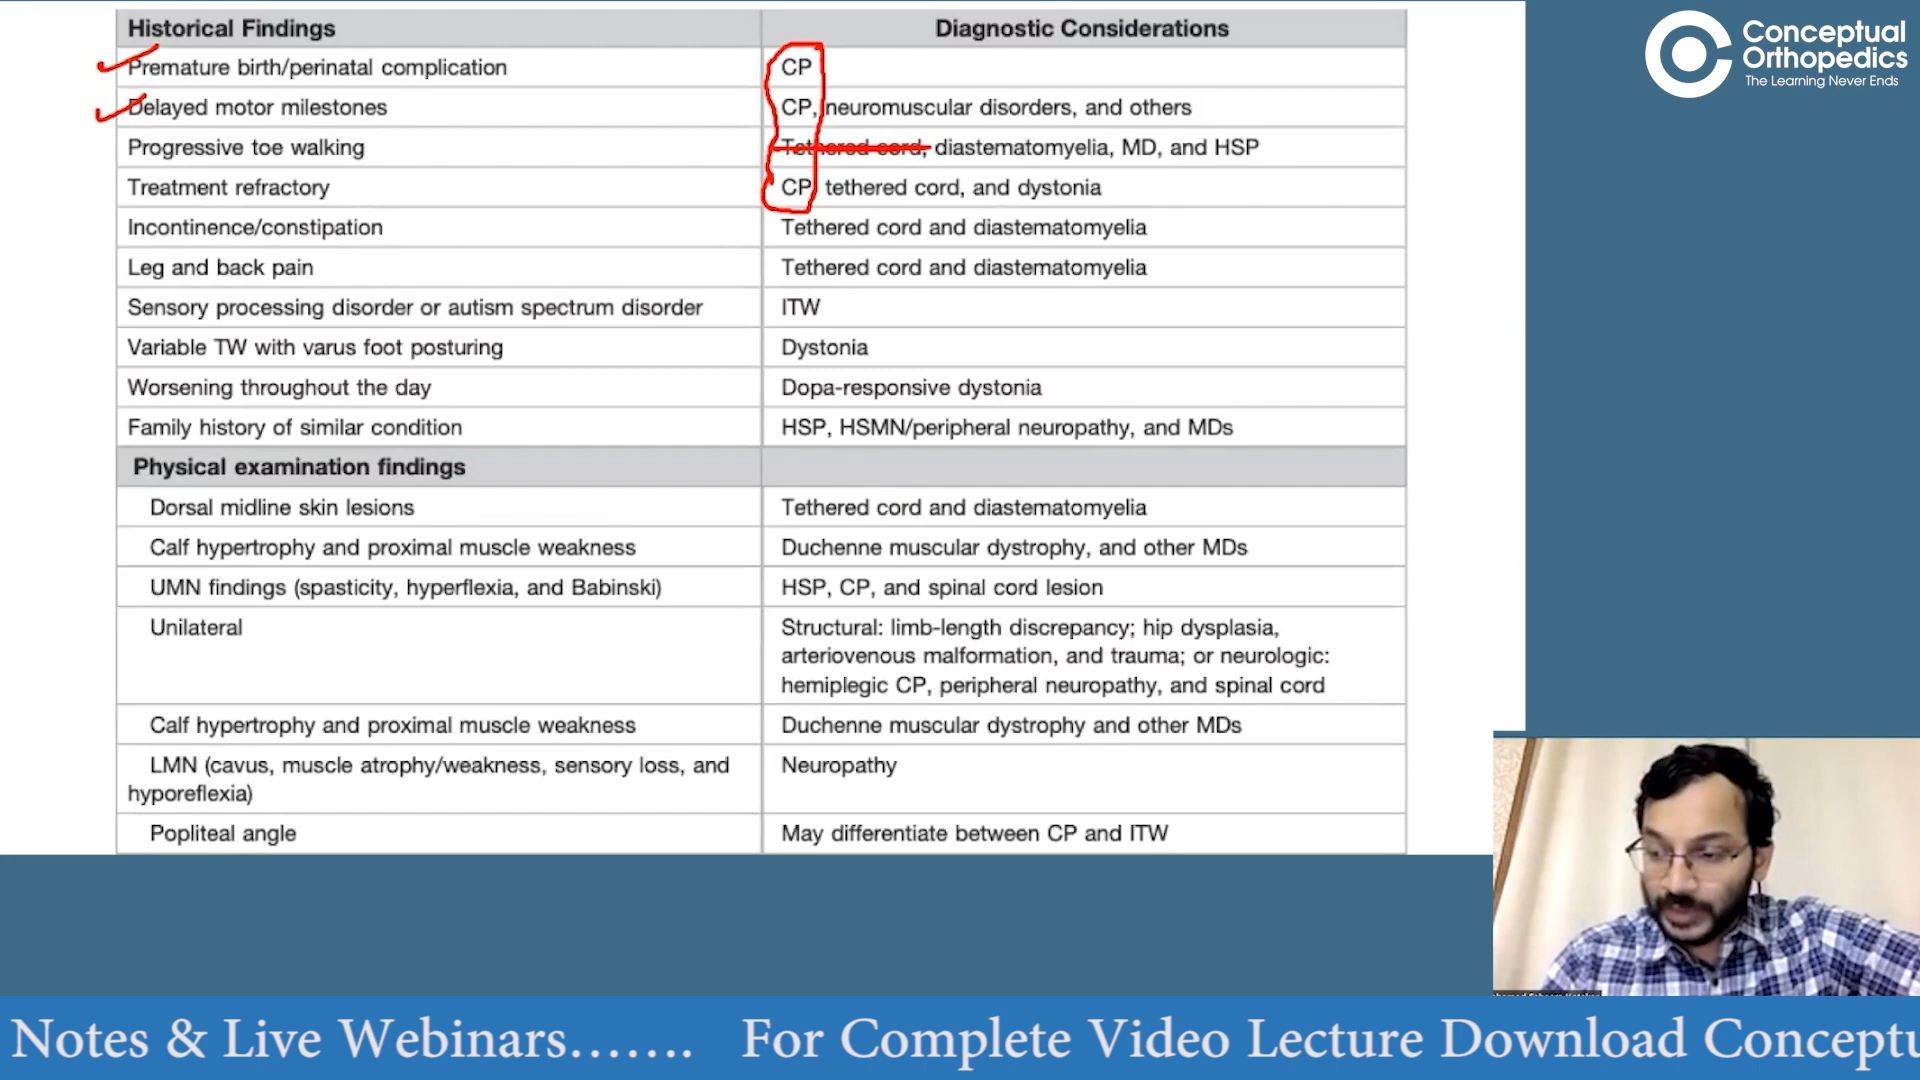 Historical Findings Diagnostic Considerations
Premature birth/perinatal complication CP
Delayed motor milestones CP, neuromuscular disorders, and others
Progressive toe walking Tethered cord, diastematomyelia, MD, and HSP
Treatment refractory CP, tethered cord, and dystonia
Incontinence/constipation Tethered cord and diastematomyelia
Leg and back pain Tethered cord and diastematomyelia
Sensory processing disorder or autism spectrum disorder ITW
Variable TW with varus foot posturing Dystonia
Worsening throughout the day Dopa-responsive dystonia
Family history of similar condition HSP, HSMN/peripheral neuropathy, and MDs
Physical examination findings
Dorsal midline skin lesions Tethered cord and diastematomyelia
Calf hypertrophy and proximal muscle weakness Duchenne muscular dystrophy, and other MDs
UMN findings (spasticity, hyperflexia, and Babinski) HSP, CP, and spinal cord lesion
Unilateral Structural: limb-length discrepancy; hip dysplasia,
arteriovenous malformation, and trauma; or neurologic:
hemiplegic CP, peripheral neuropathy, and spinal cord
Calf hypertrophy and proximal muscle weakness Duchenne muscular dystrophy and other MDs
LMN (cavus, muscle atrophy/weakness, sensory loss, and
hyporeflexia) Neuropathy
Popliteal angle May differentiate between CP and ITW
Conceptual
Orthopedics
The Learning Never Ends
Notes & Live Webinars....... For Complete Video Lecture Download Conceptu